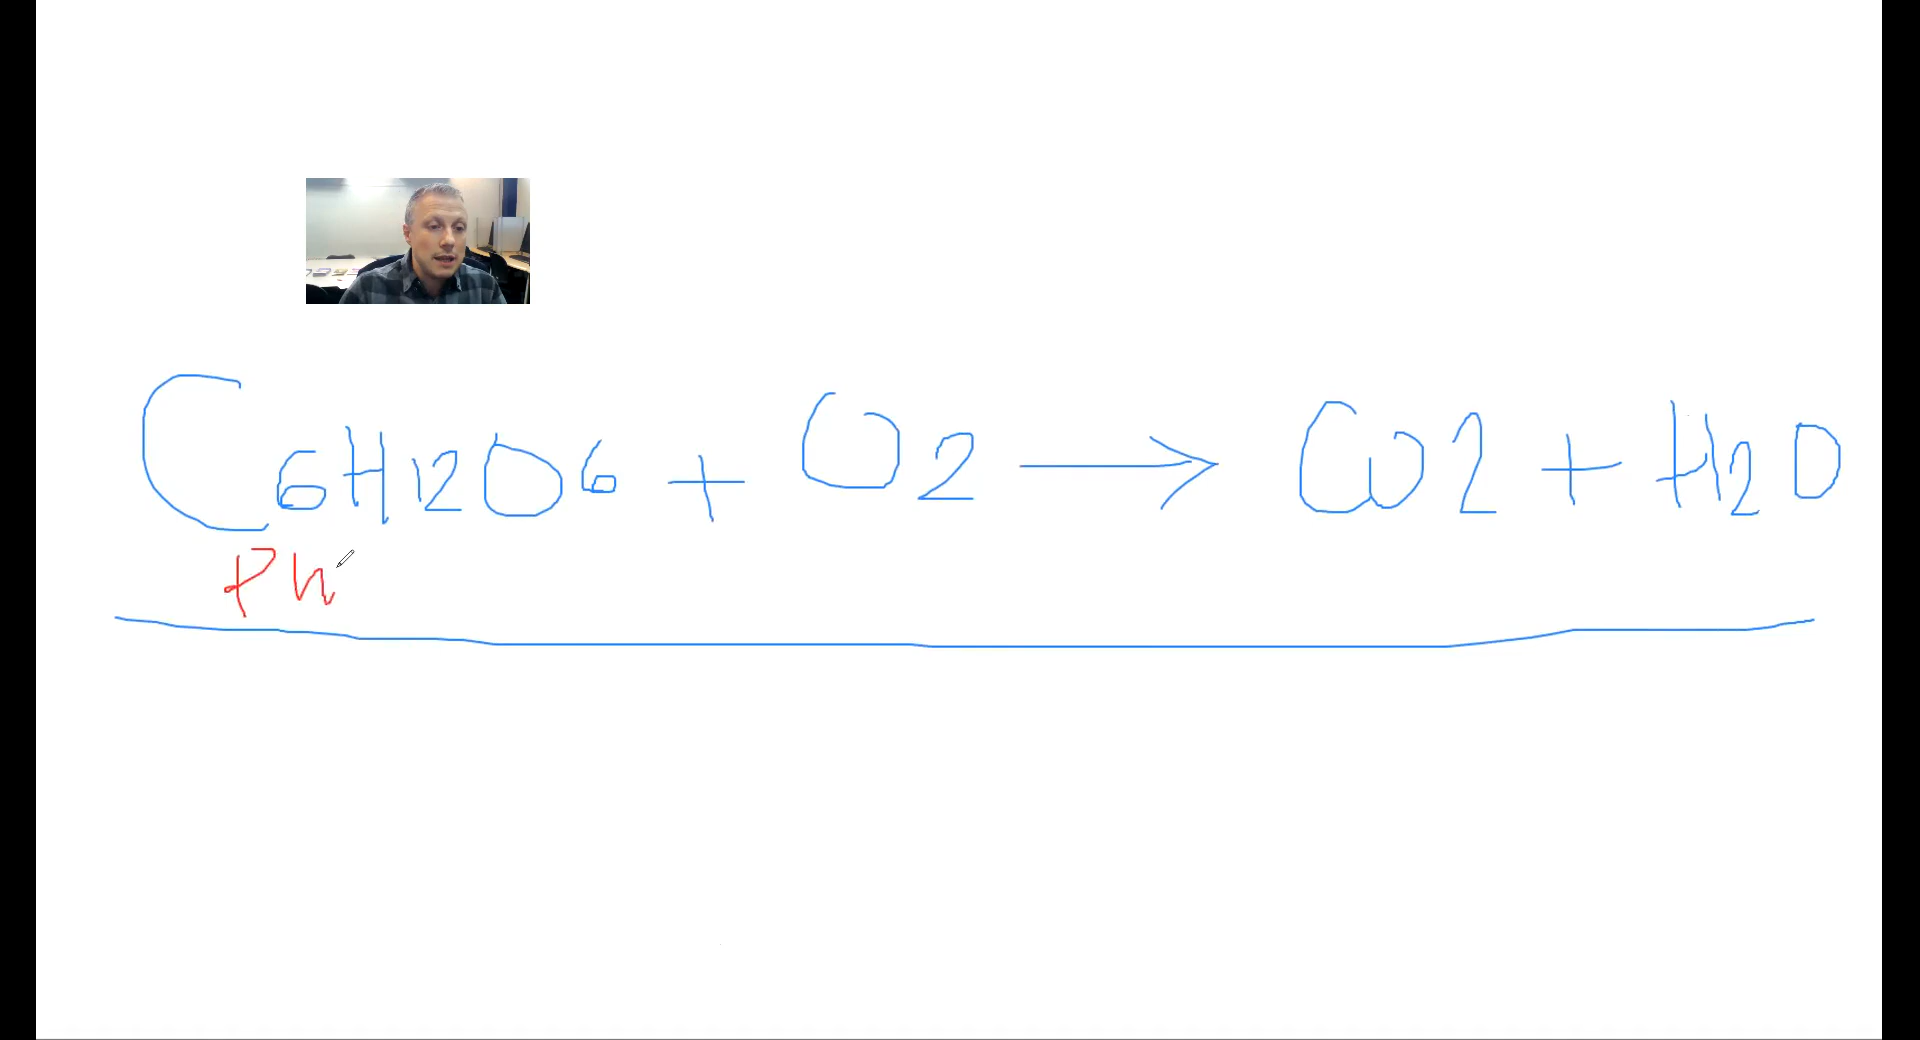 C6H12O6 + O2 → CO2 + H2O
Ph